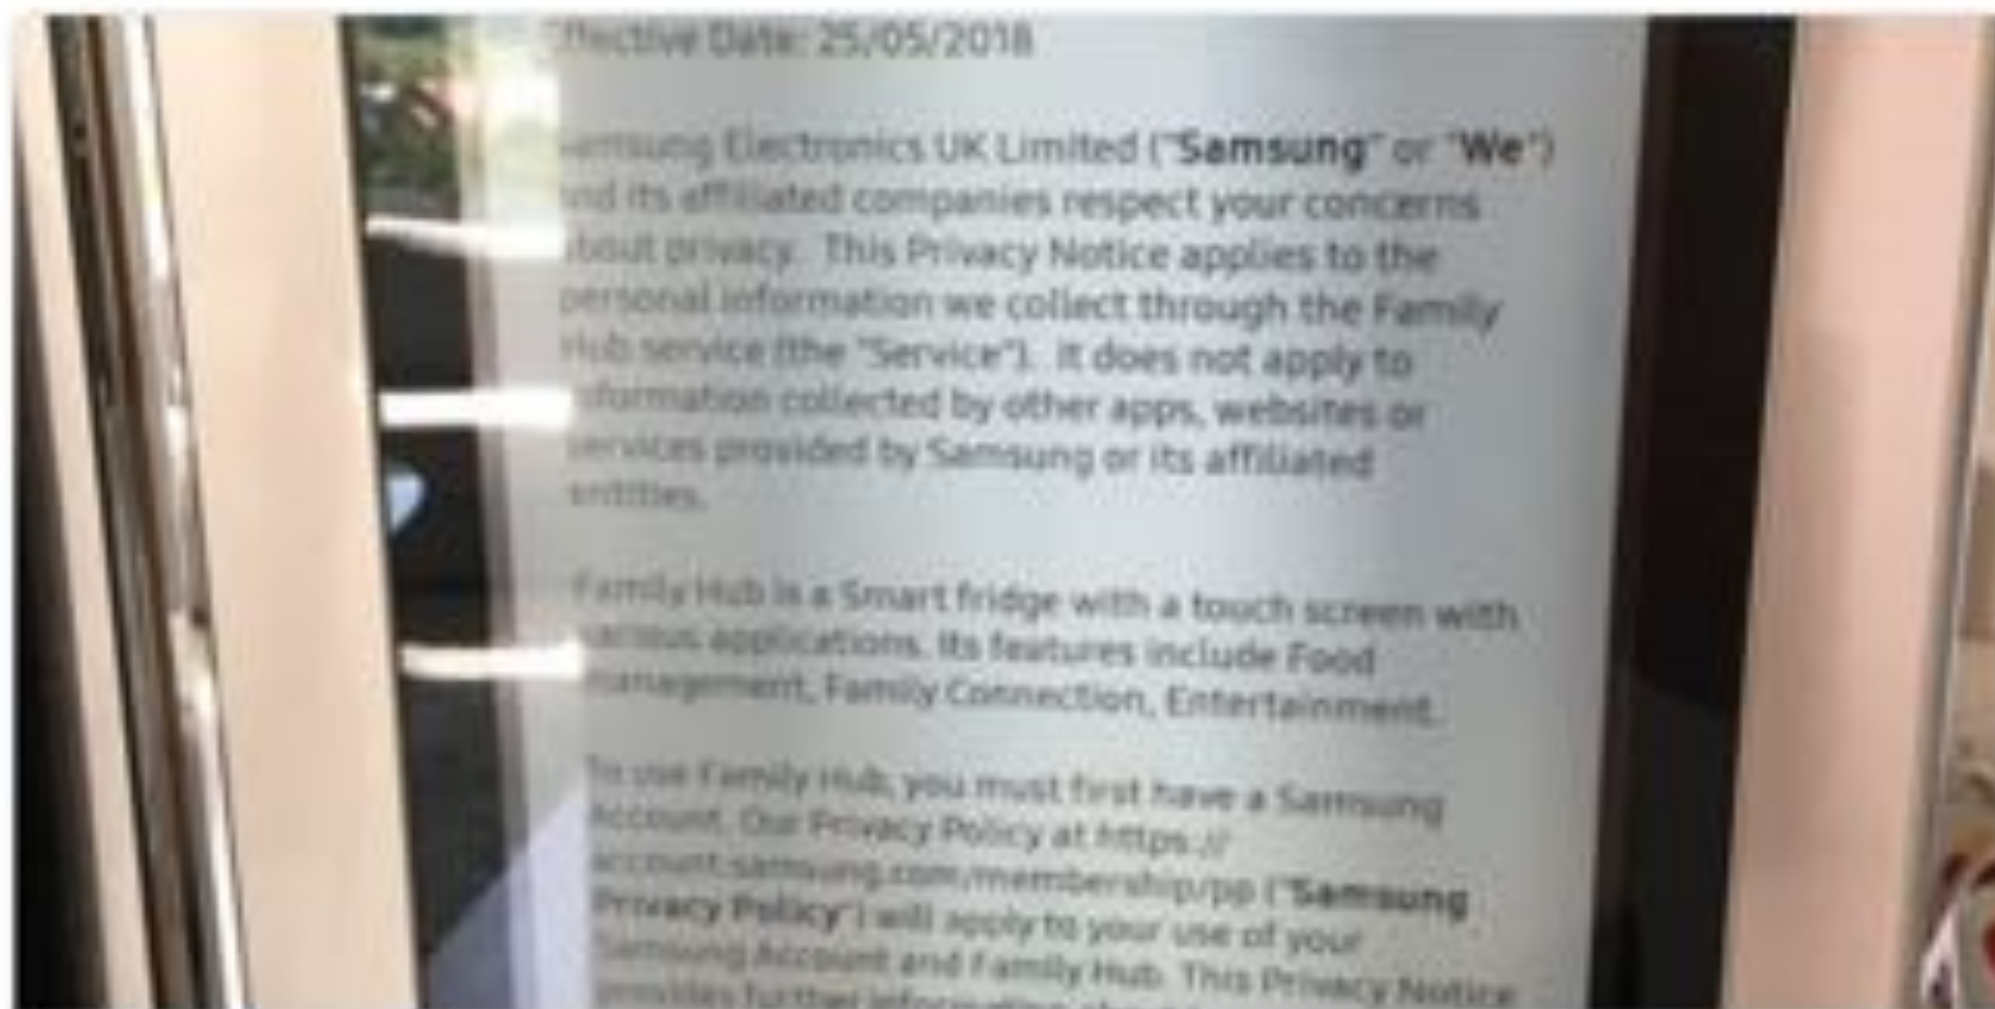 Effective Date: 25/05/2018
Samsung Electronics UK Limited ("Samsung" or "We")
and its affiliated companies respect your concerns
about privacy. This Privacy Notice applies to the
personal information we collect through the Family
Hub service (the "Service"). It does not apply to
information collected by other apps, websites or
services provided by Samsung or its affiliated
entities.
Family Hub is a Smart fridge with a touch screen with
various applications. Its features include Food
management, Family Connection, Entertainment,
To use Family Hub, you must first have a Samsung
Account. Our Privacy Policy at https://
account.samsung.com/membership/pp ("Samsung
Privacy Policy") will apply to your use of your
Samsung Account and Family Hub. This Privacy Notice
provides further information